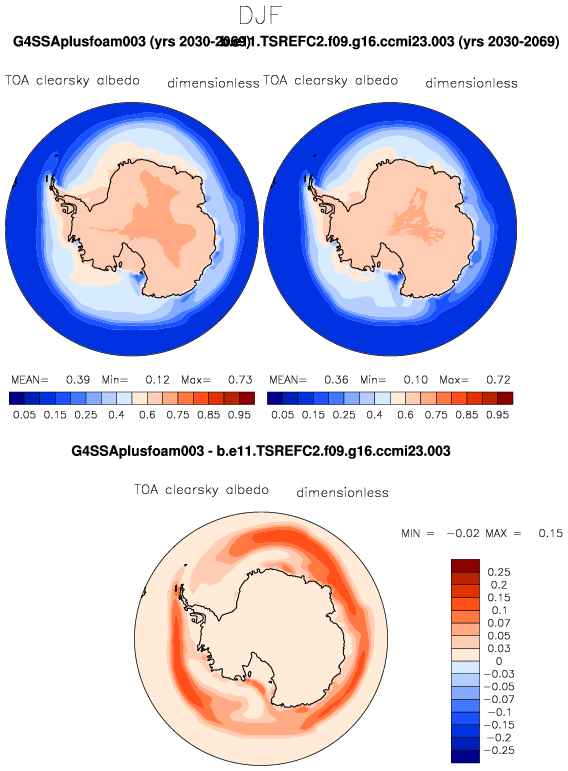 DJF
G4SSAplusfoam003 (yrs 2030-2069)
b.e11.TSREFC2.f09.g16.ccmi23.003 (yrs 2030-2069)
TOA clearsky albedo dimensionless
TOA clearsky albedo dimensionless
MEAN= 0.39 Min= 0.12 Max= 0.73
MEAN= 0.36 Min= 0.10 Max= 0.72
0.05 0.15 0.25 0.4 0.6 0.75 0.85 0.95
0.05 0.15 0.25 0.4 0.6 0.75 0.85 0.95
G4SSAplusfoam003 - b.e11.TSREFC2.f09.g16.ccmi23.003
TOA clearsky albedo dimensionless
MIN = -0.02 MAX = 0.15
0.25
0.2
0.15
0.1
0.07
0.05
0.03
0
-0.03
-0.05
-0.07
-0.1
-0.15
-0.2
-0.25